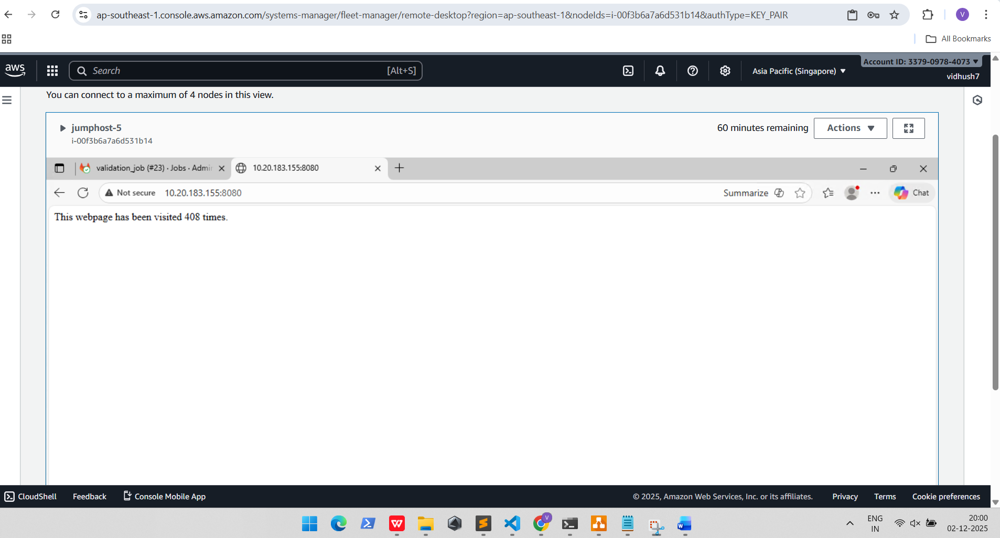 ap-southeast-1.console.aws.amazon.com/systems-manager/fleet-manager/remote-desktop?region=ap-southeast-1&nodeIds=i-00f3b6a7a6d531b14&authType=KEY_PAIR
V
All Bookmarks
aws
Search
[Alt+S]
Asia Pacific (Singapore)
Account ID: 3379-0978-4073
vidhush7
You can connect to a maximum of 4 nodes in this view.
jumphost-5
i-00f3b6a7a6d531b14
60 minutes remaining
Actions
validation_job (#23) · Jobs · Admin
10.20.183.155:8080
Not secure
10.20.183.155:8080
Summarize
Chat
This webpage has been visited 408 times.
CloudShell
Feedback
Console Mobile App
© 2025, Amazon Web Services, Inc. or its affiliates.
Privacy
Terms
Cookie preferences
ENG
IN
20:00
02-12-2025